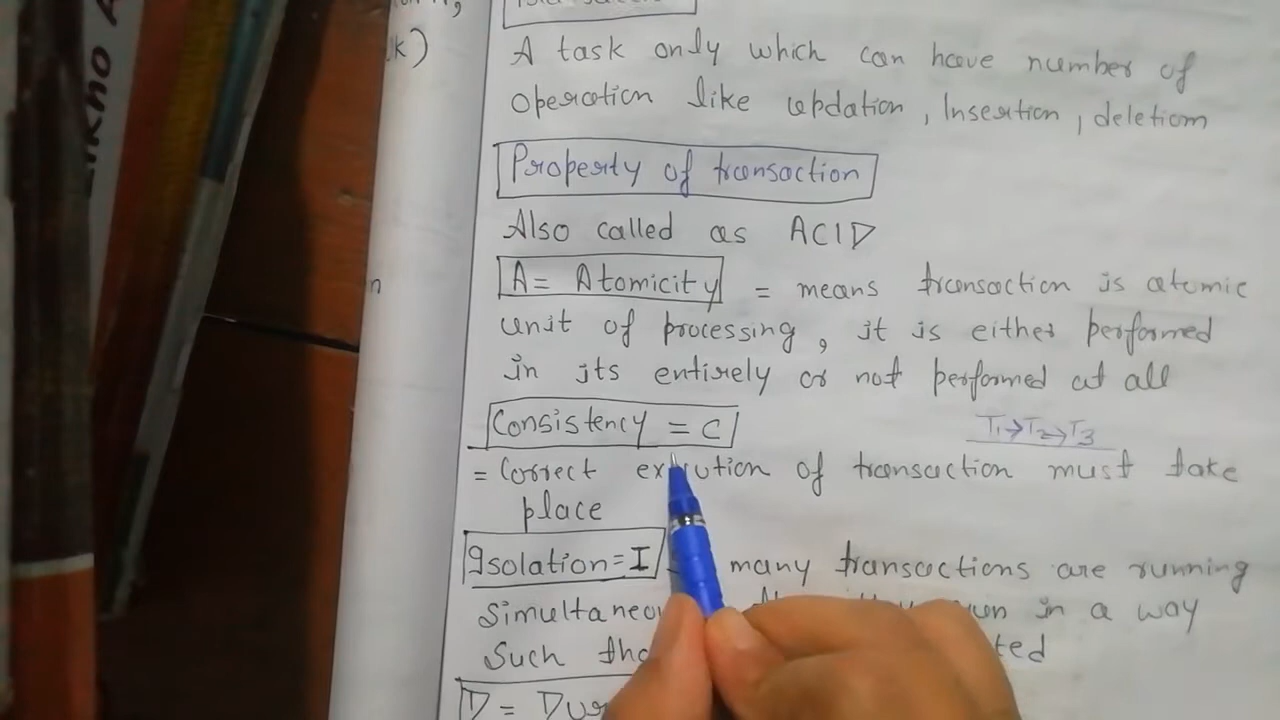 k)
A task only which can have number of
operation like updation, Insertion, deletion
Property of transaction
Also called as ACID
A = Atomicity = means transaction is atomic
unit of processing, it is either performed
in its entirely or not performed at all
Consistency = C
T1→T2→T3
= Correct execution of transaction must take
place
Isolation = I many transactions are running
in a way
Such
D =
n